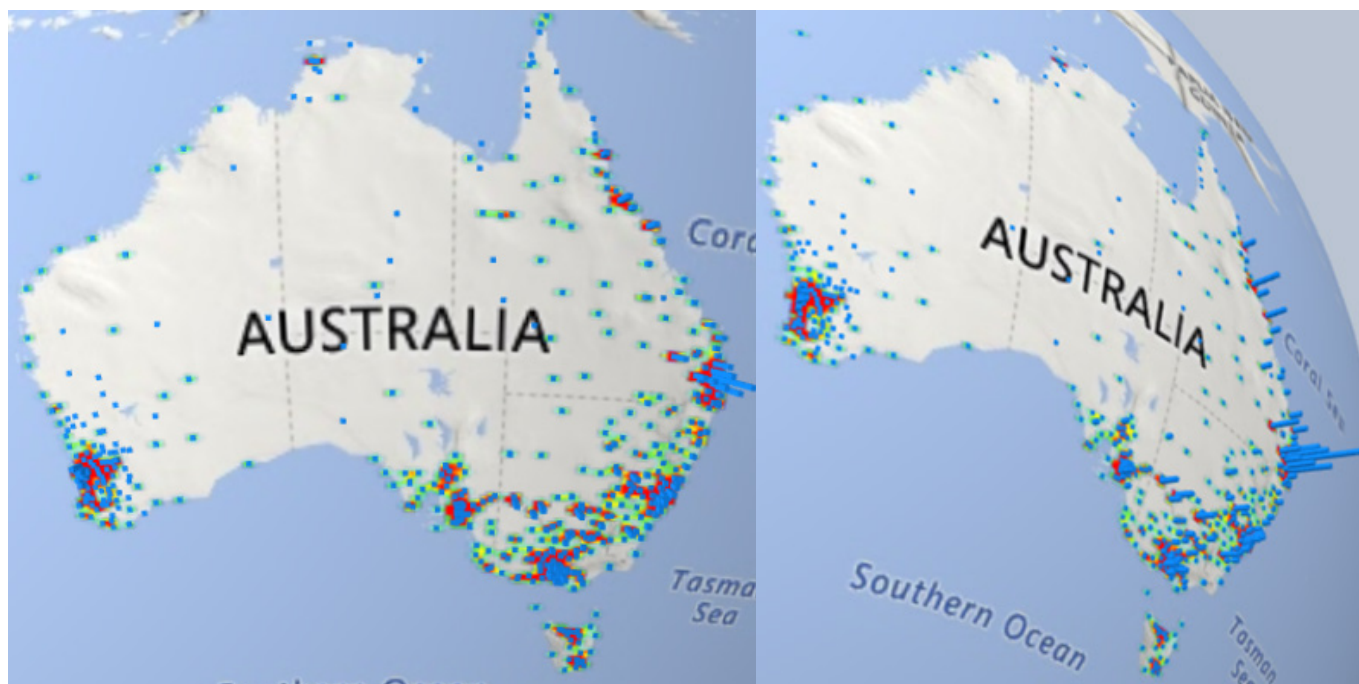 Cora
AUSTRALIA
Tasma
Sea
AUSTRALIA
Coral Sea
Southern Ocean
Tasman
Sea